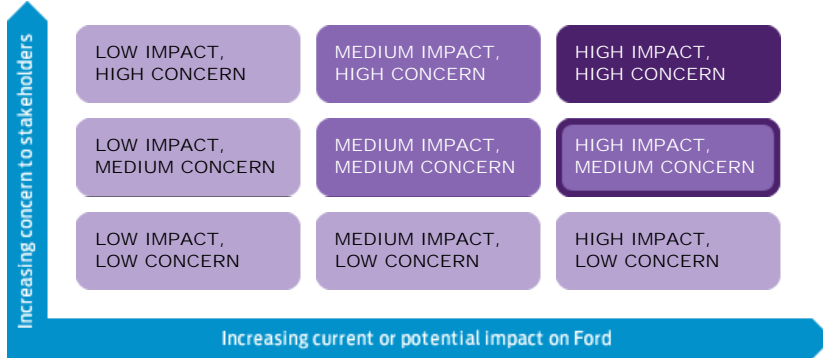 Increasing concern to stakeholders
LOW IMPACT,
HIGH CONCERN
MEDIUM IMPACT,
HIGH CONCERN
HIGH IMPACT,
HIGH CONCERN
LOW IMPACT,
MEDIUM CONCERN
MEDIUM IMPACT,
MEDIUM CONCERN
HIGH IMPACT,
MEDIUM CONCERN
LOW IMPACT,
LOW CONCERN
MEDIUM IMPACT,
LOW CONCERN
HIGH IMPACT,
LOW CONCERN
Increasing current or potential impact on Ford